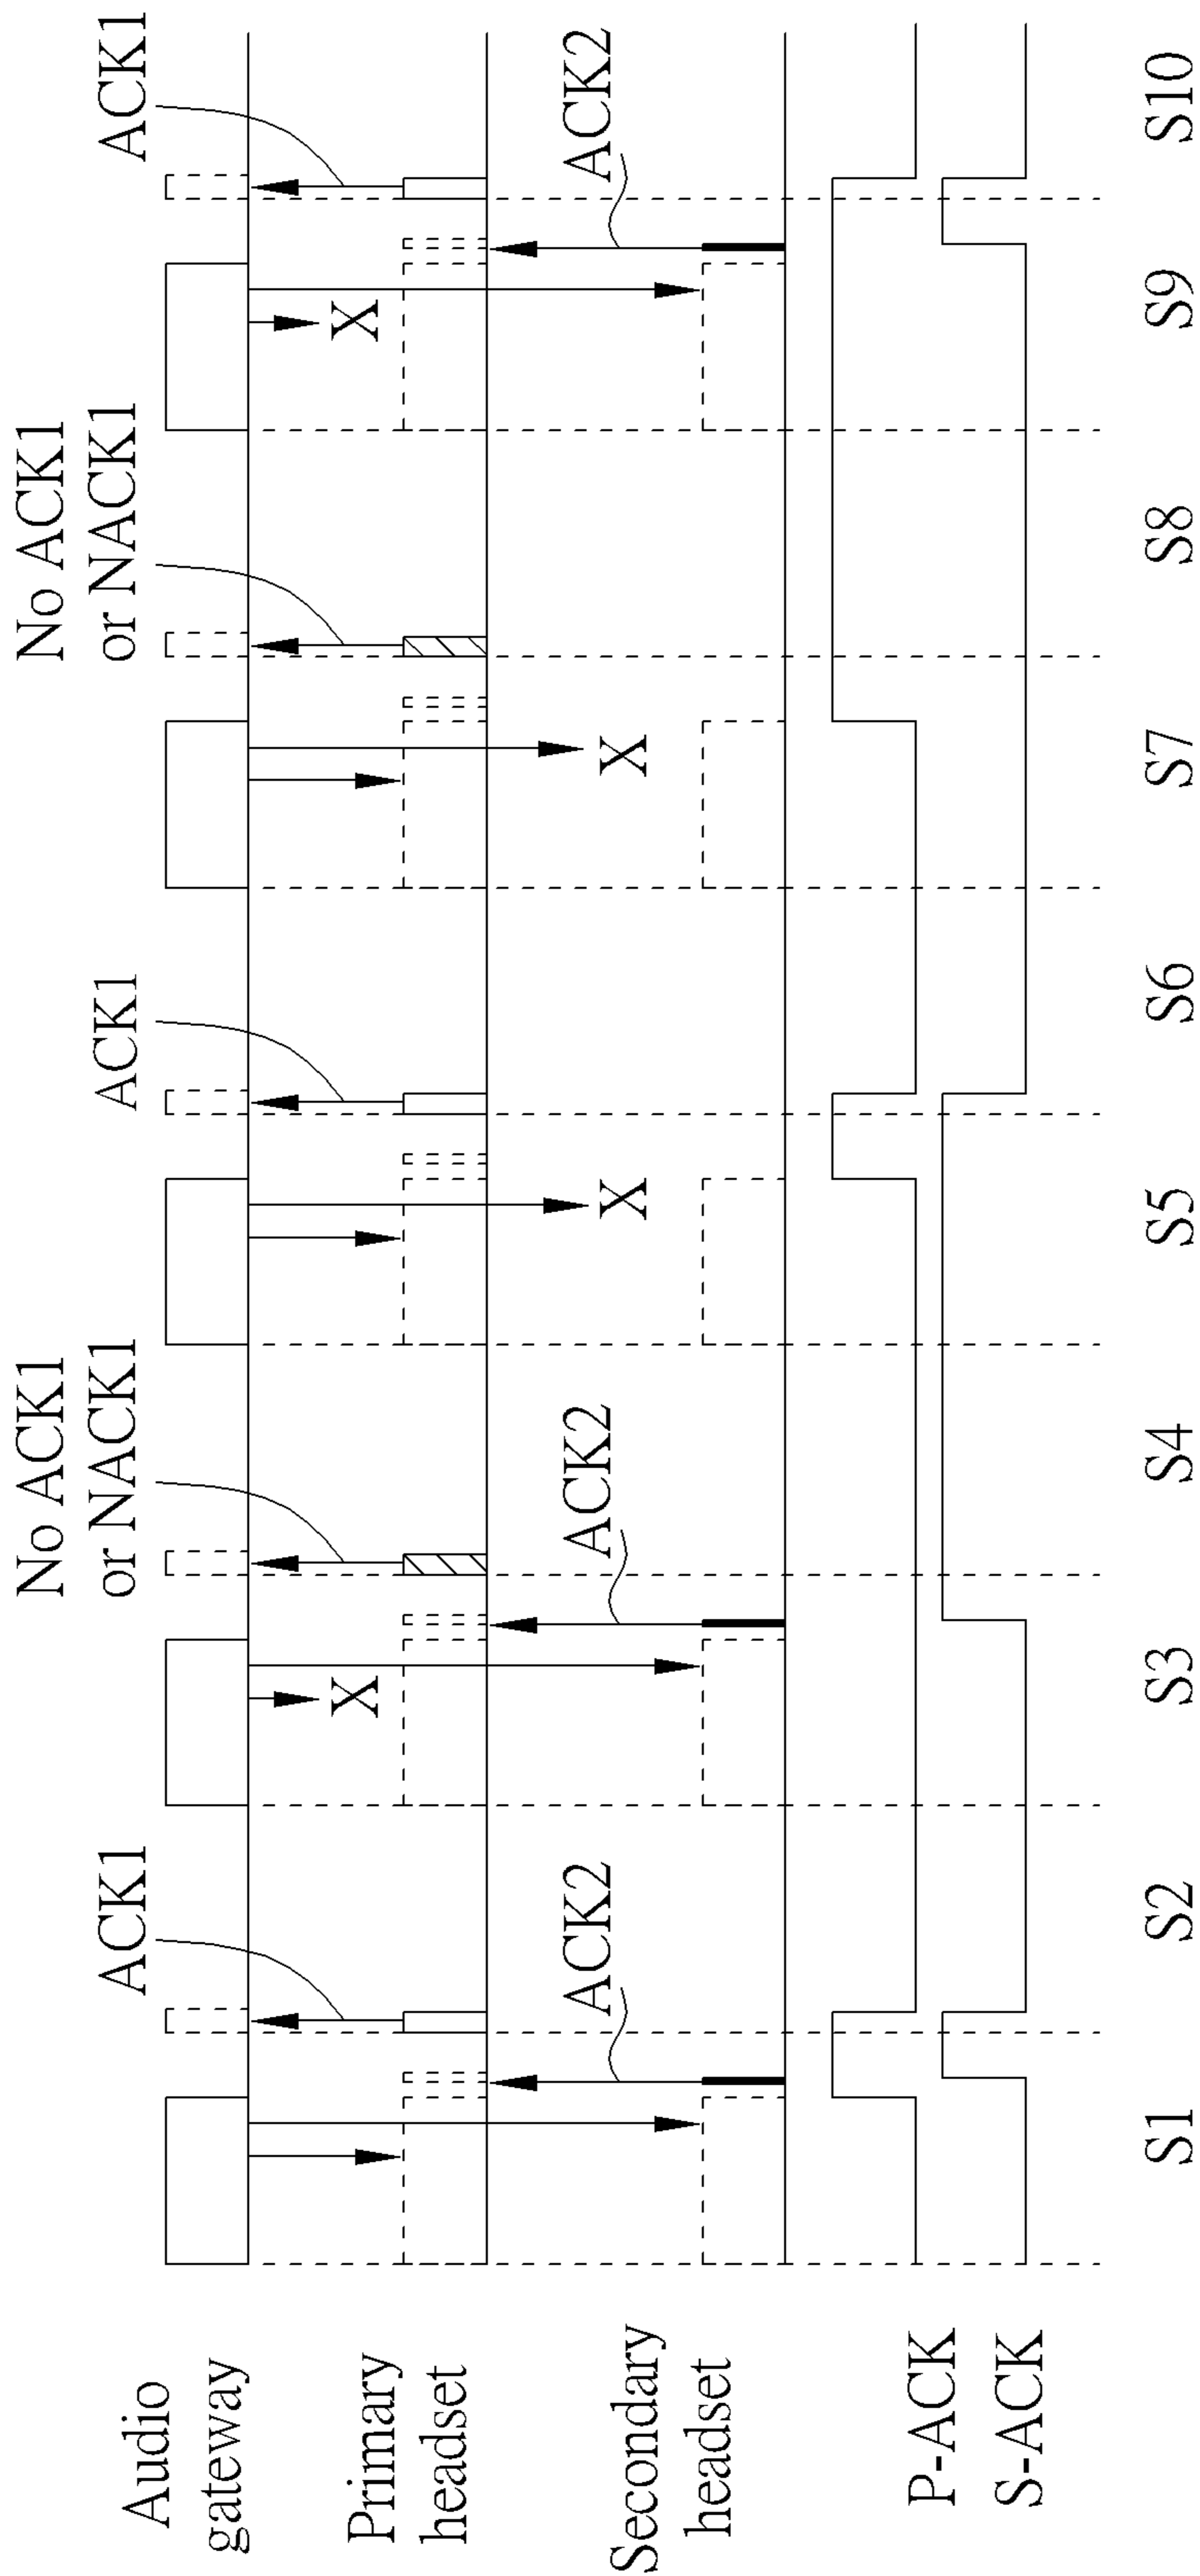 No ACK1
or NACK1
No ACK1
or NACK1
ACK1
ACK1
ACK1
Audio
gateway
X
X
Primary
headset
ACK2
ACK2
ACK2
X
X
Secondary
headset
P-ACK
S-ACK
S1
S2
S3
S4
S5
S6
S7
S8
S9
S10